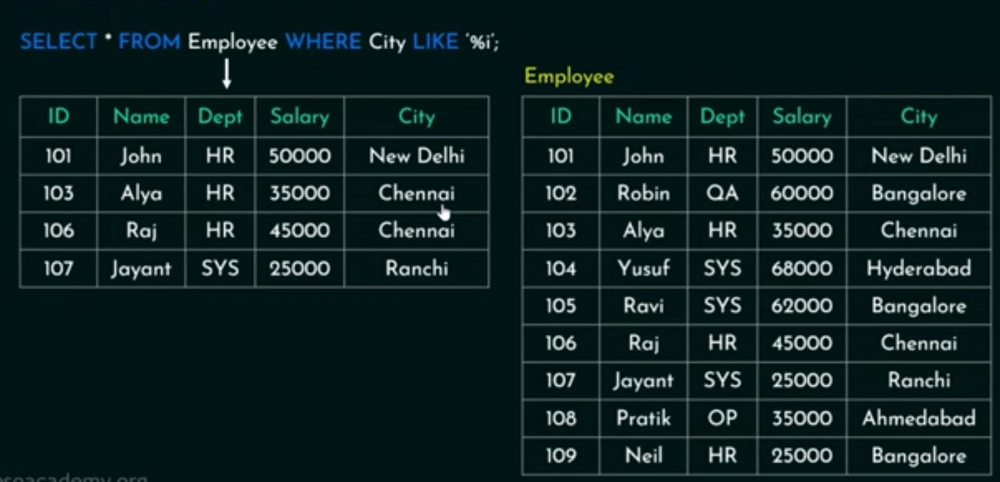 SELECT * FROM Employee WHERE City LIKE '%i';
ID Name Dept Salary City
101 John HR 50000 New Delhi
103 Alya HR 35000 Chennai
106 Raj HR 45000 Chennai
107 Jayant SYS 25000 Ranchi
Employee
ID Name Dept Salary City
101 John HR 50000 New Delhi
102 Robin QA 60000 Bangalore
103 Alya HR 35000 Chennai
104 Yusuf SYS 68000 Hyderabad
105 Ravi SYS 62000 Bangalore
106 Raj HR 45000 Chennai
107 Jayant SYS 25000 Ranchi
108 Pratik OP 35000 Ahmedabad
109 Neil HR 25000 Bangalore